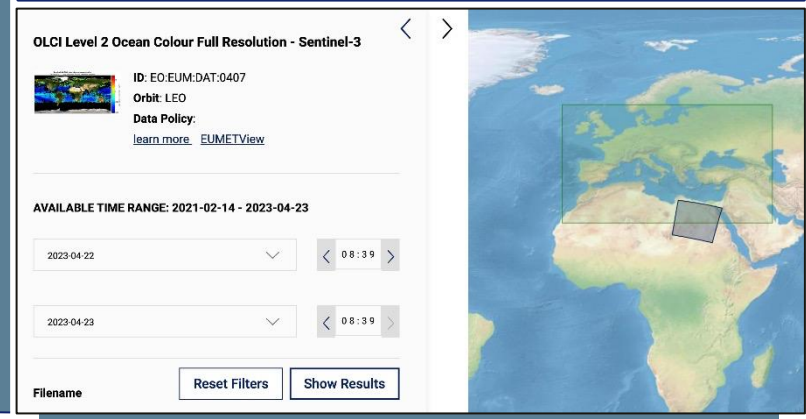 OLCI Level 2 Ocean Colour Full Resolution - Sentinel-3
ID: EO:EUM:DAT:0407
Orbit: LEO
Data Policy:
learn more EUMETView
AVAILABLE TIME RANGE: 2021-02-14 - 2023-04-23
2023-04-22
08:39
2023-04-23
08:39
Filename
Reset Filters
Show Results